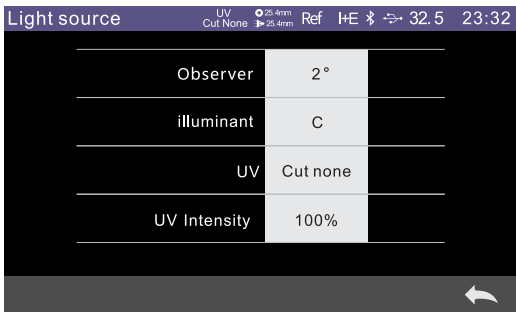 Light source UV Cut None 25.4mm 25.4mm Ref I+E 32.5 23:32
Observer 2°
illuminant C
UV Cut none
UV Intensity 100%